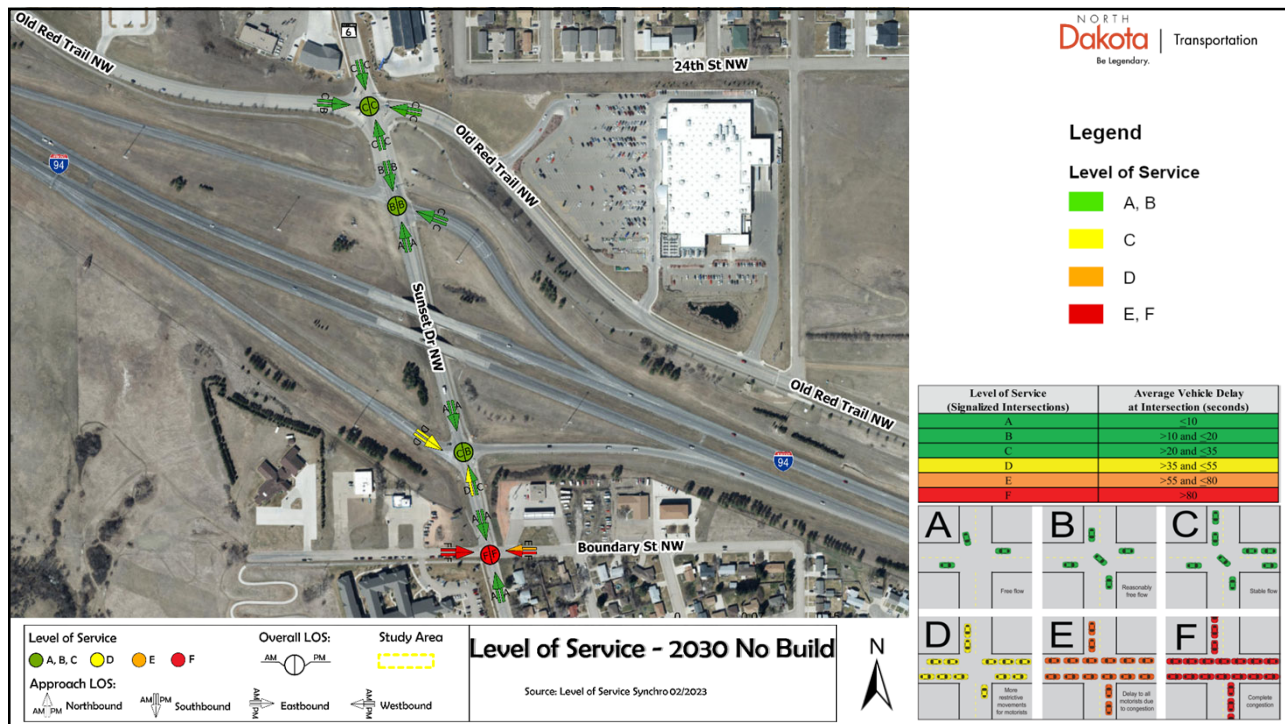 Old Red Trail NW
6
24th St NW
C C
C
B
C C
C
C
C C
Old Red Trail NW
94
B B
B B
C
C
A A
Sunset Dr NW
Old Red Trail NW
A A
D
D
C B
94
D C
A A
F F
Boundary St NW
A A
NORTH
Dakota
Be Legendary.
Transportation
Legend
Level of Service
A, B
C
D
E, F
Level of Service
(Signalized Intersections)
Average Vehicle Delay
at Intersection (seconds)
A
≤10
B
>10 and ≤20
C
>20 and ≤35
D
>35 and ≤55
E
>55 and ≤80
F
>80
A
Free flow
B
Reasonably
free flow
C
Stable flow
D
More
restrictive
movements
for motorists
E
Delay to all
motorists due
to congestion
F
Complete
congestion
Level of Service
A, B, C
D
E
F
Overall LOS:
AM
PM
Study Area
Approach LOS:
AM PM
Northbound
AM PM
Southbound
AM
PM
Eastbound
AM
PM
Westbound
Level of Service - 2030 No Build
Source: Level of Service Synchro 02/2023
N